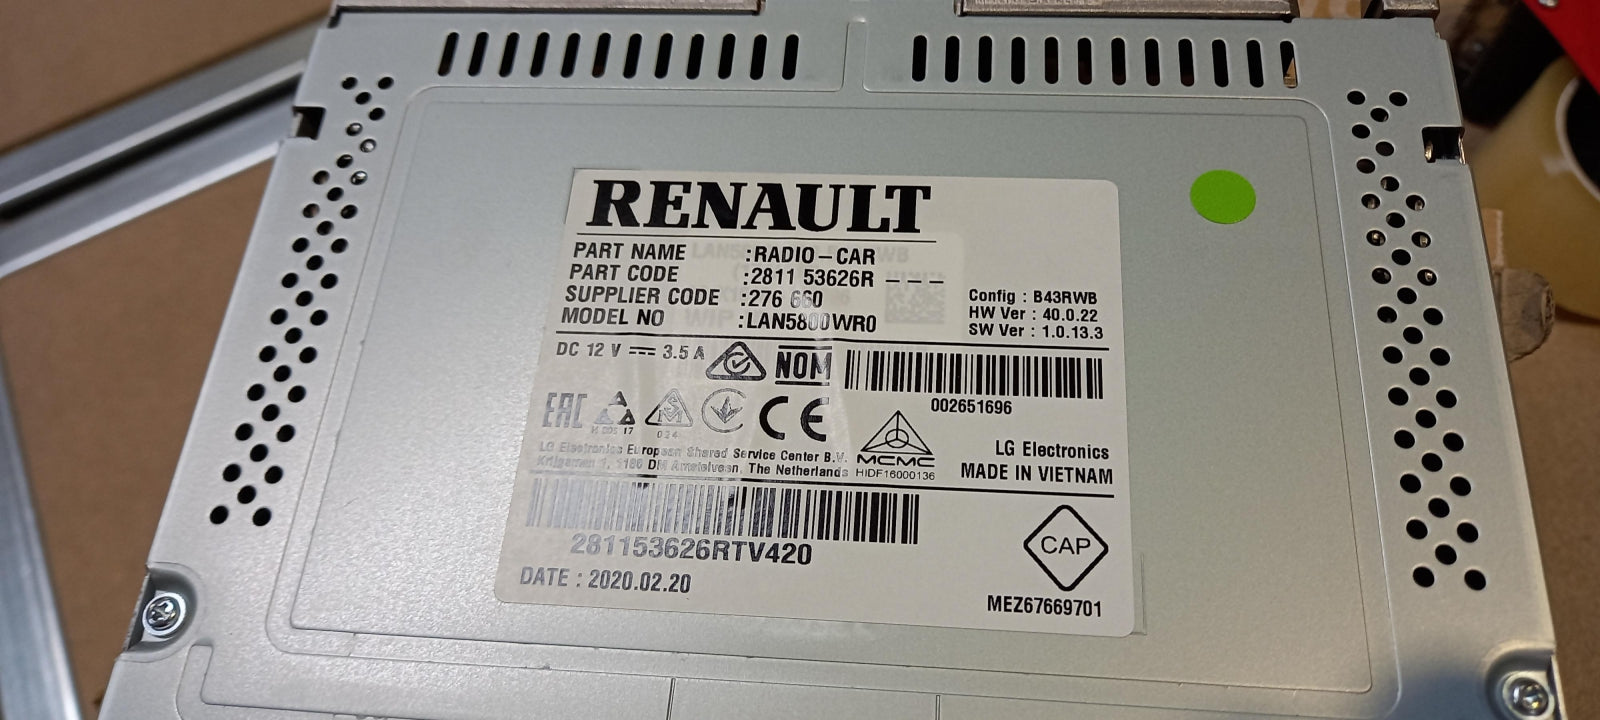 RENAULT
PART NAME :RADIO-CAR
PART CODE :2811 53626R ---
SUPPLIER CODE :276 660
MODEL NO :LAN5800WR0
Config : B43RWB
HW Ver : 40.0.22
SW Ver : 1.0.13.3
DC 12 V 3.5 A
NOM
002651696
EAC
024
CE
MCMC
HIDF16000136
LG Electronics European Shared Service Center B.V.
Krijgsman 1, 1186 DM Amstelveen, The Netherlands
LG Electronics
MADE IN VIETNAM
281153626RTV420
DATE : 2020.02.20
CAP
MEZ67669701